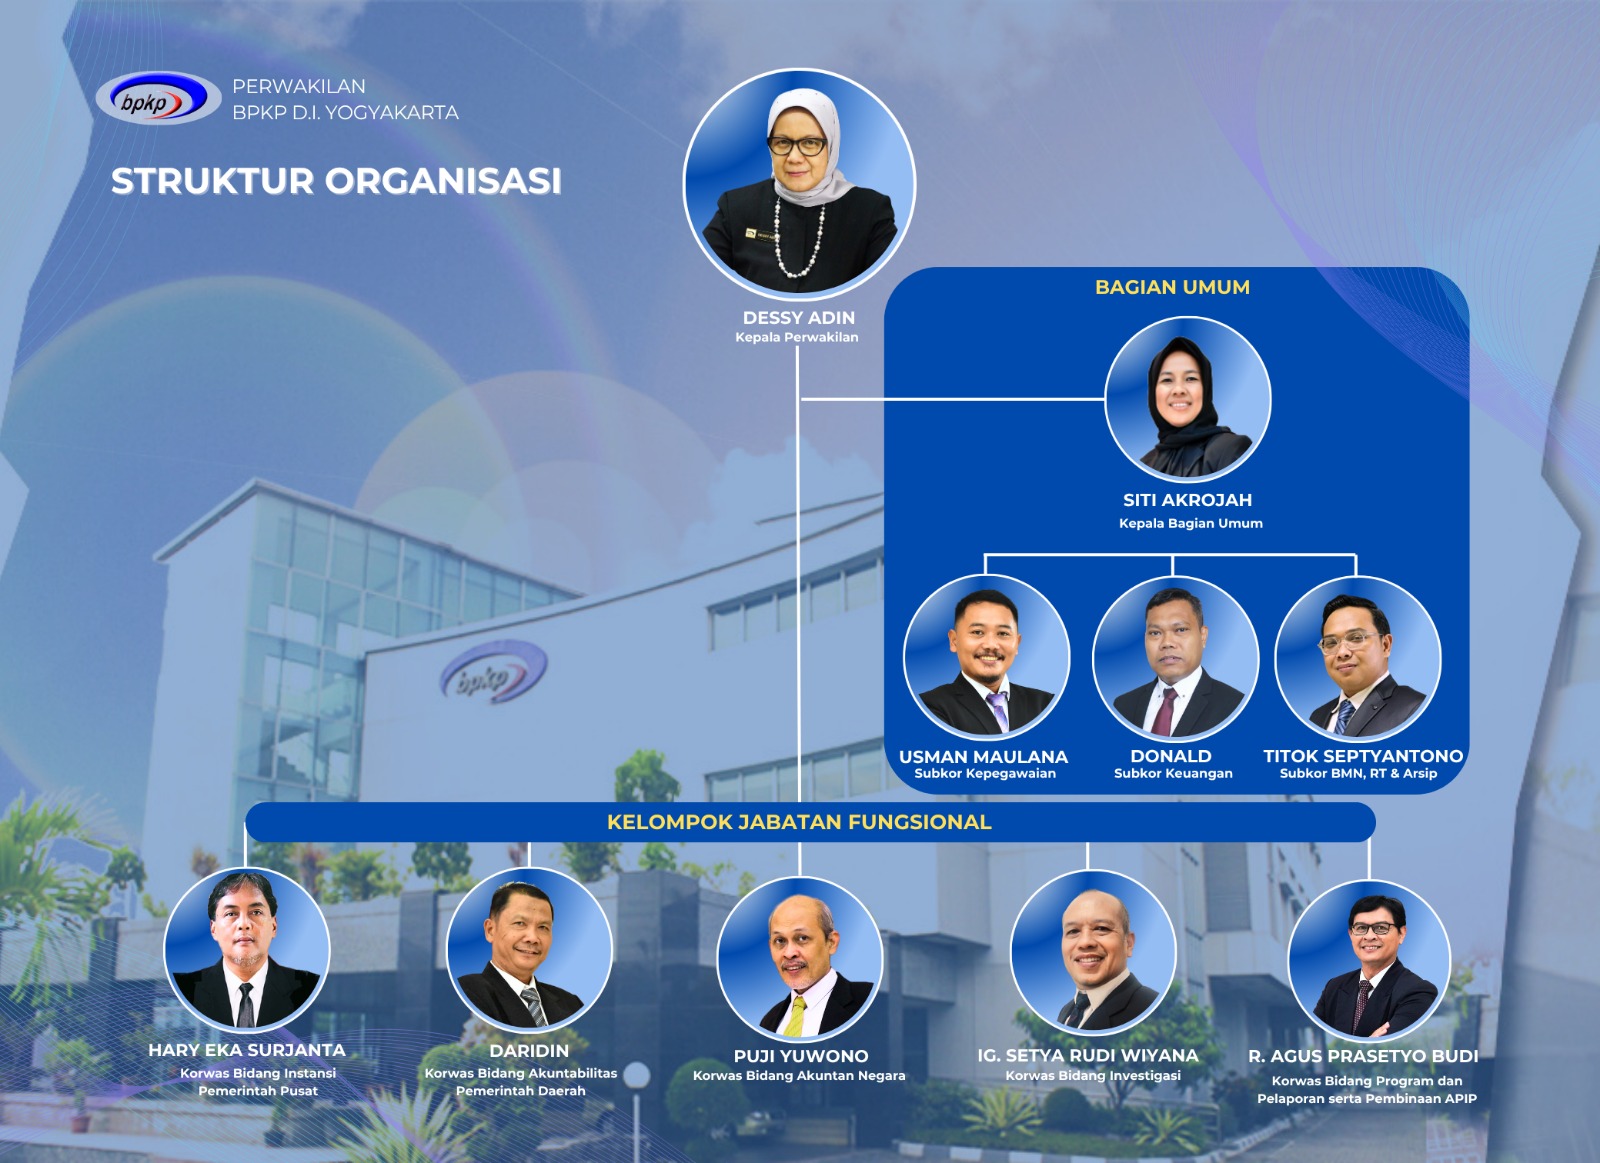 bpkp
PERWAKILAN
BPKP D.I. YOGYAKARTA
STRUKTUR ORGANISASI
DESSY ADIN
Kepala Perwakilan
BAGIAN UMUM
SITI AKROJAH
Kepala Bagian Umum
USMAN MAULANA
Subkor Kepegawaian
DONALD
Subkor Keuangan
TITOK SEPTYANTONO
Subkor BMN, RT & Arsip
bpkp
KELOMPOK JABATAN FUNGSIONAL
HARY EKA SURJANTA
Korwas Bidang Instansi
Pemerintah Pusat
DARIDIN
Korwas Bidang Akuntabilitas
Pemerintah Daerah
PUJI YUWONO
Korwas Bidang Akuntan Negara
IG. SETYA RUDI WIYANA
Korwas Bidang Investigasi
R. AGUS PRASETYO BUDI
Korwas Bidang Program dan
Pelaporan serta Pembinaan APIP